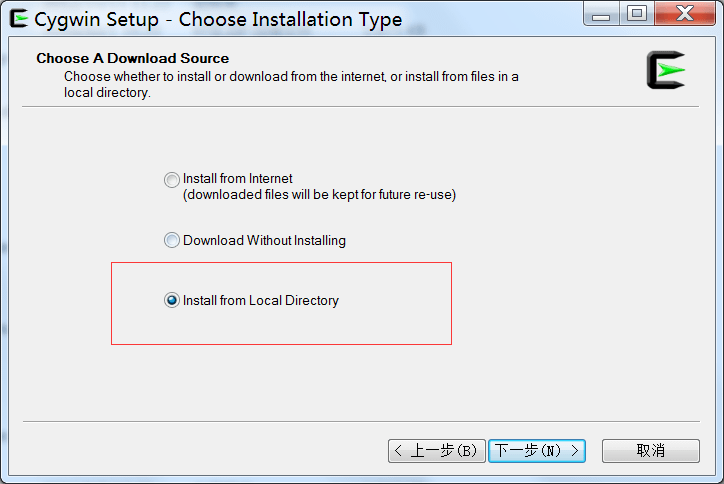 Cygwin Setup - Choose Installation Type
Choose A Download Source
Choose whether to install or download from the internet, or install from files in a
local directory.
Install from Internet
(downloaded files will be kept for future re-use)
Download Without Installing
Install from Local Directory
< 上一步(B)
下一步(N) >
取消